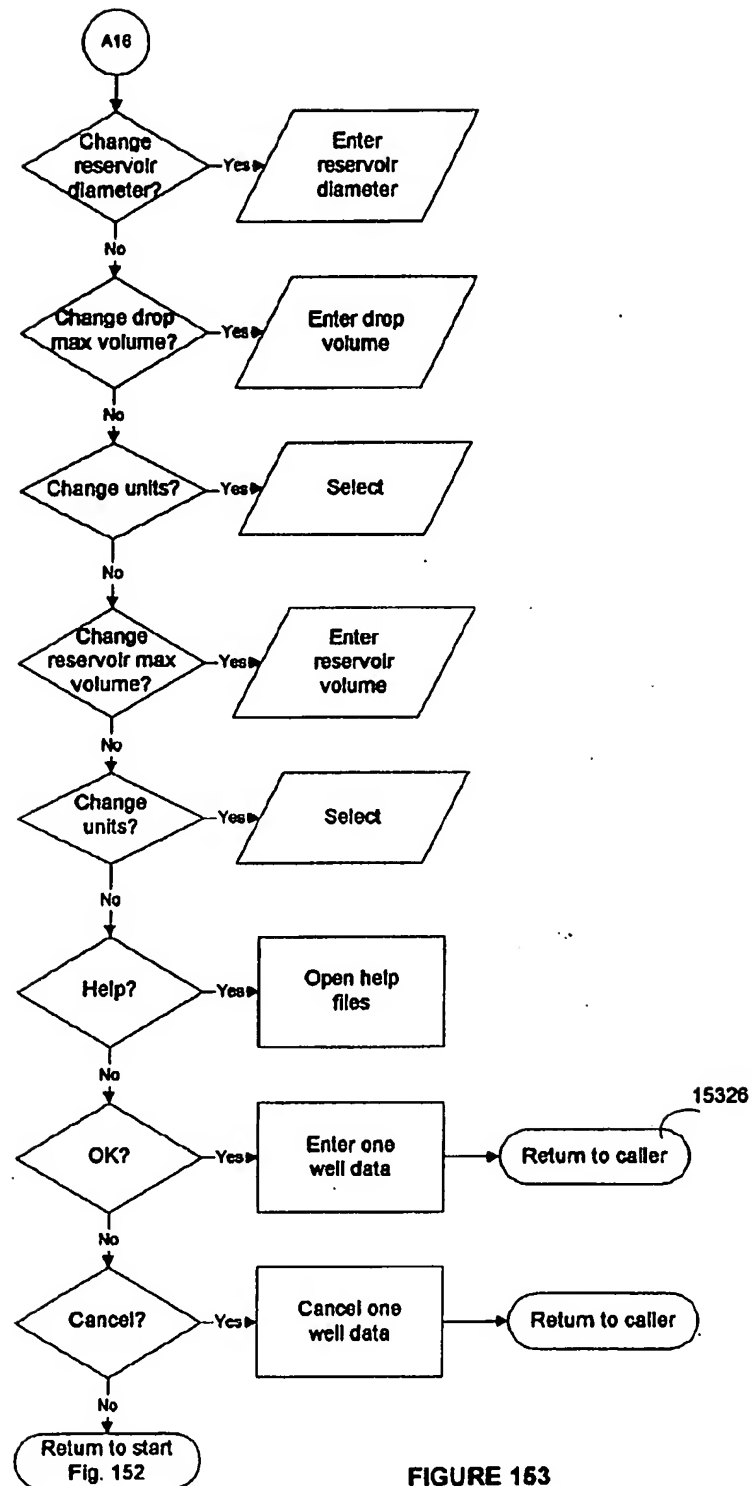 A16
Change
reservoir
diameter?
Yes
Enter
reservoir
diameter
No
Change drop
max volume?
Yes
Enter drop
volume
No
Change units?
Yes
Select
No
Change
reservoir max
volume?
Yes
Enter
reservoir
volume
No
Change
units?
Yes
Select
No
Help?
Yes
Open help
files
No
15326
OK?
Yes
Enter one
well data
Return to caller
No
Cancel?
Yes
Cancel one
well data
Return to caller
No
Return to start
Fig. 152
FIGURE 153